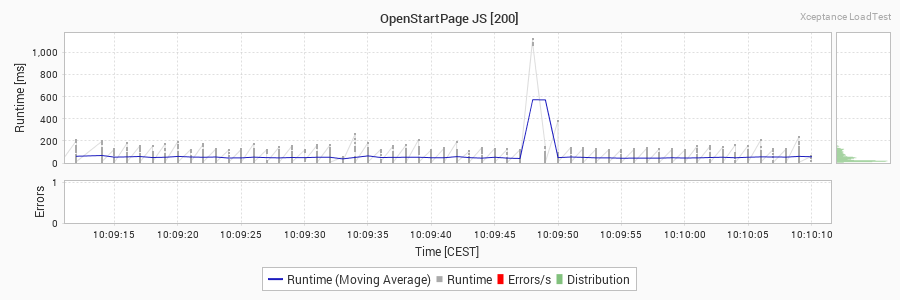 OpenStartPage JS [200]
Xceptance LoadTest
Runtime [ms]
1,000
800
600
400
200
0
Errors
1
0
10:09:15 10:09:20 10:09:25 10:09:30 10:09:35 10:09:40 10:09:45 10:09:50 10:09:55 10:10:00 10:10:05 10:10:10
Time [CEST]
Runtime (Moving Average) Runtime Errors/s Distribution